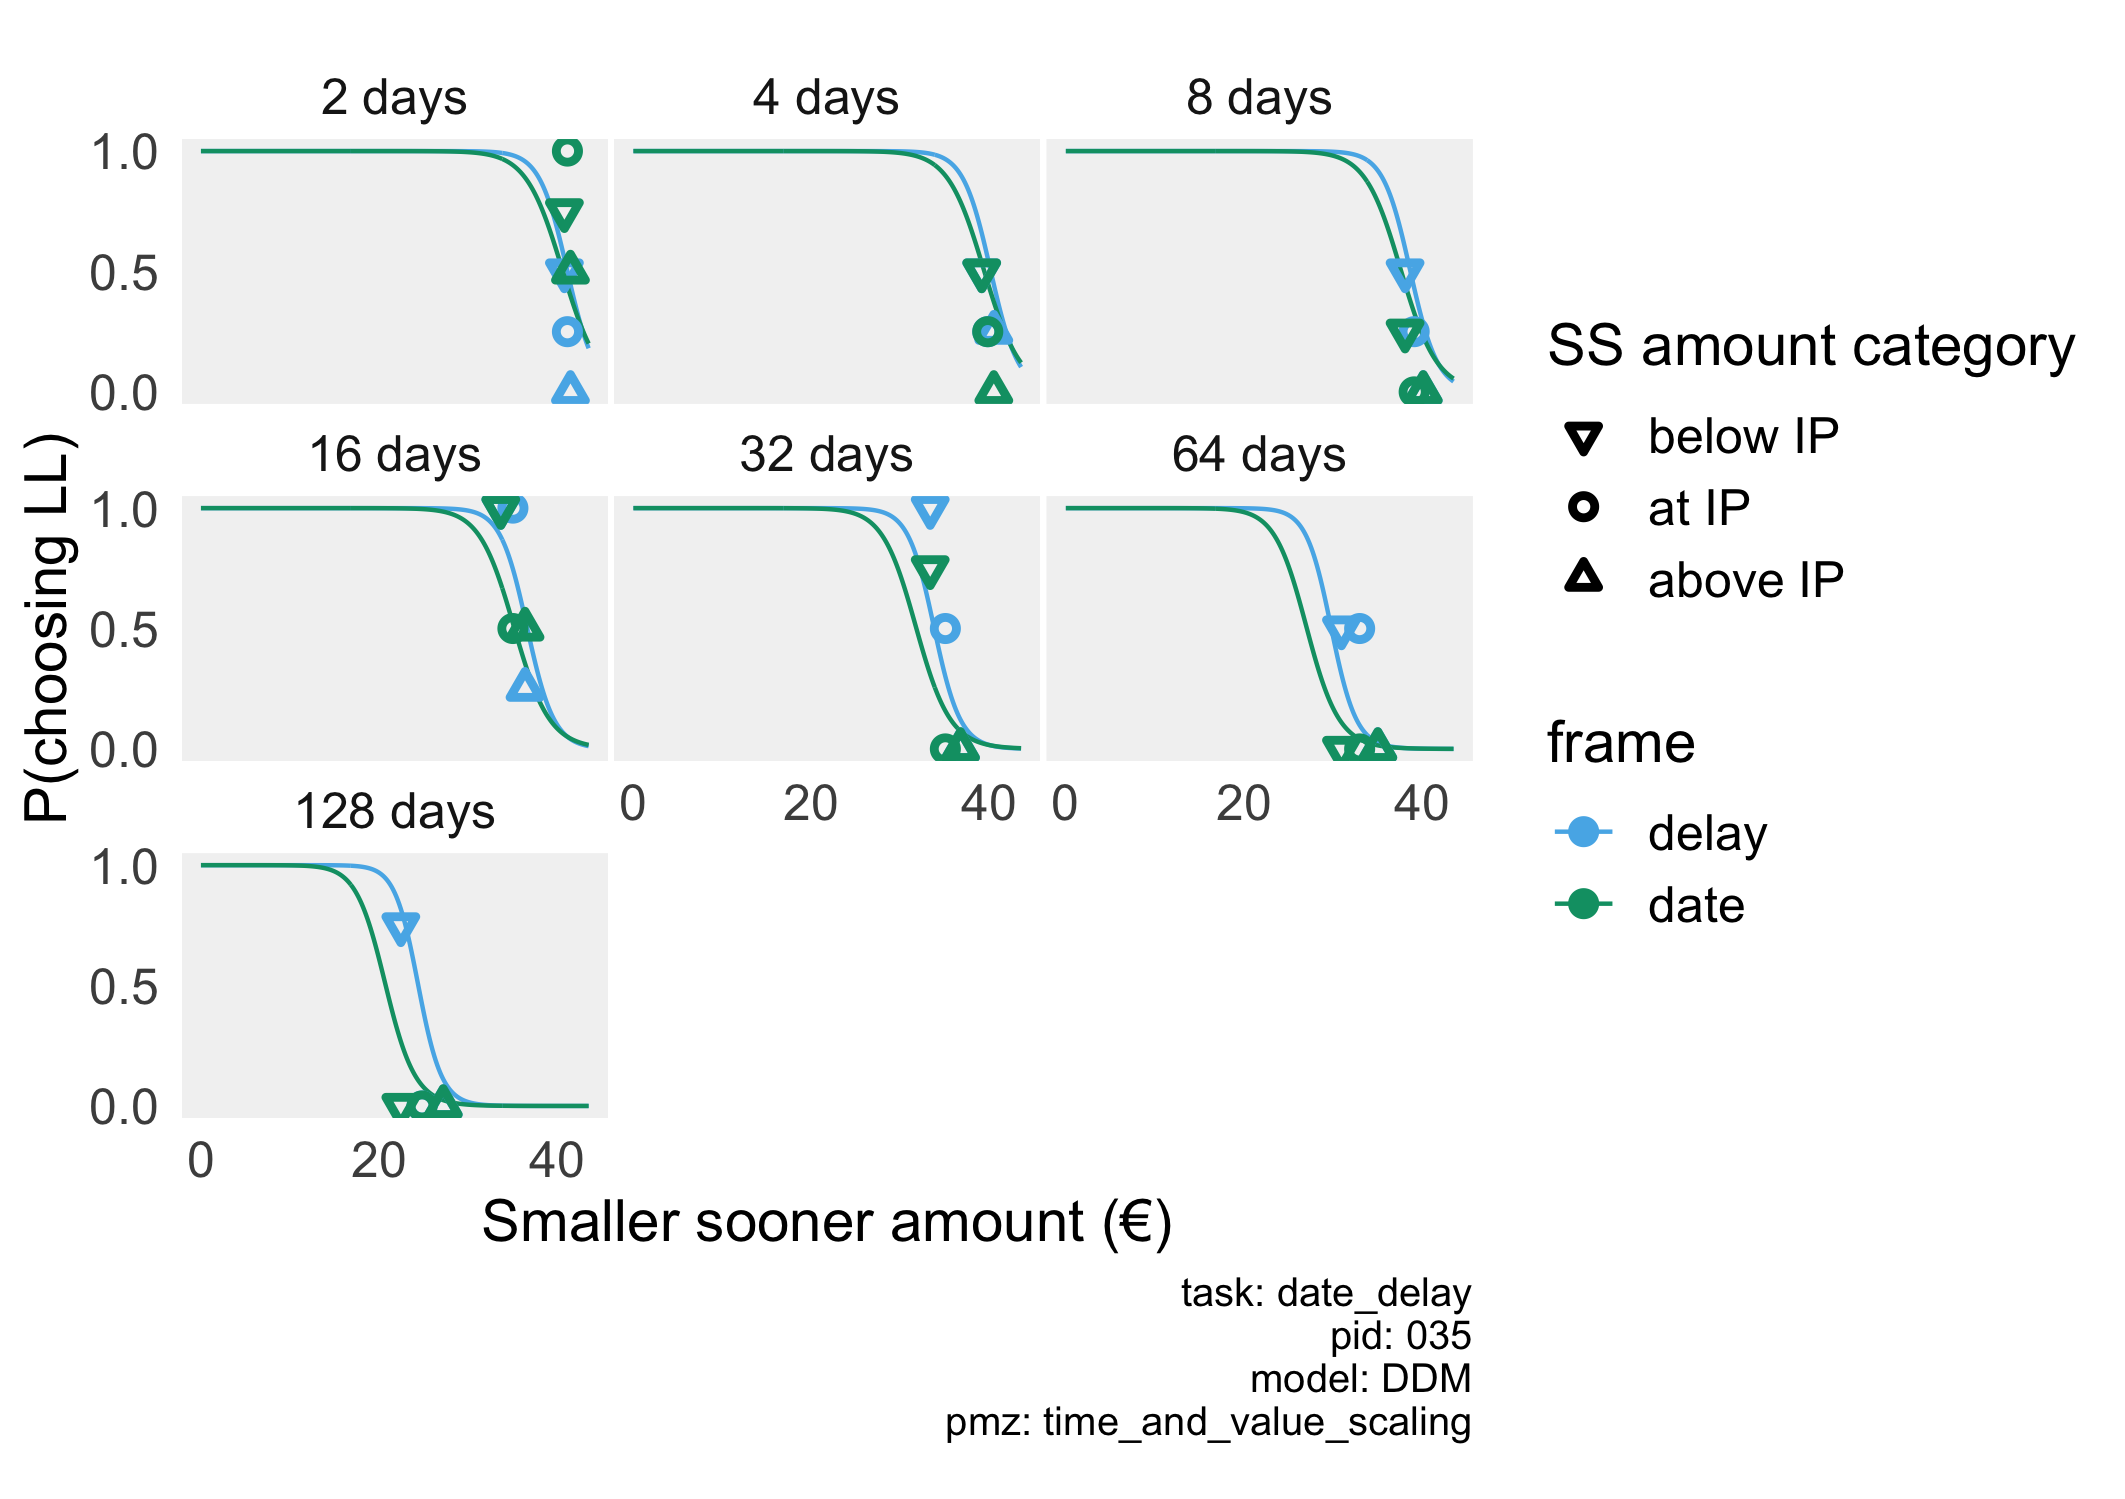 2 days
4 days
8 days
1.0
0.5
0.0
16 days
32 days
64 days
1.0
0.5
0.0
0
20
40
0
20
40
128 days
1.0
0.5
0.0
0
20
40
P(choosing LL)
Smaller sooner amount (€)
SS amount category
below IP
at IP
above IP
frame
delay
date
task: date_delay
pid: 035
model: DDM
pmz: time_and_value_scaling